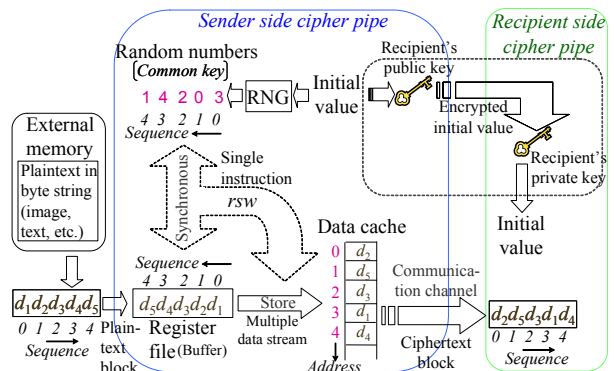 Sender side cipher pipe
Recipient side
cipher pipe
Random numbers
(Common key)
1 4 2 0 3
4 3 2 1 0
Sequence
RNG
Initial
value
Recipient's
public key
Encrypted
initial value
Recipient's
private key
Initial
value
External
memory
Plaintext in
byte string
(image,
text, etc.)
Synchronous
Single
instruction
rsw
Sequence
4 3 2 1 0
d5d4d3d2d1
Register
file (Buffer)
d1d2d3d4d5
0 1 2 3 4
Sequence
Plain-
text block
Store
Multiple
data stream
Data cache
0 d2
1 d5
2 d3
3 d1
4 d4
Address
Communica-
tion channel
Ciphertext
block
d2d5d3d1d4
0 1 2 3 4
Sequence